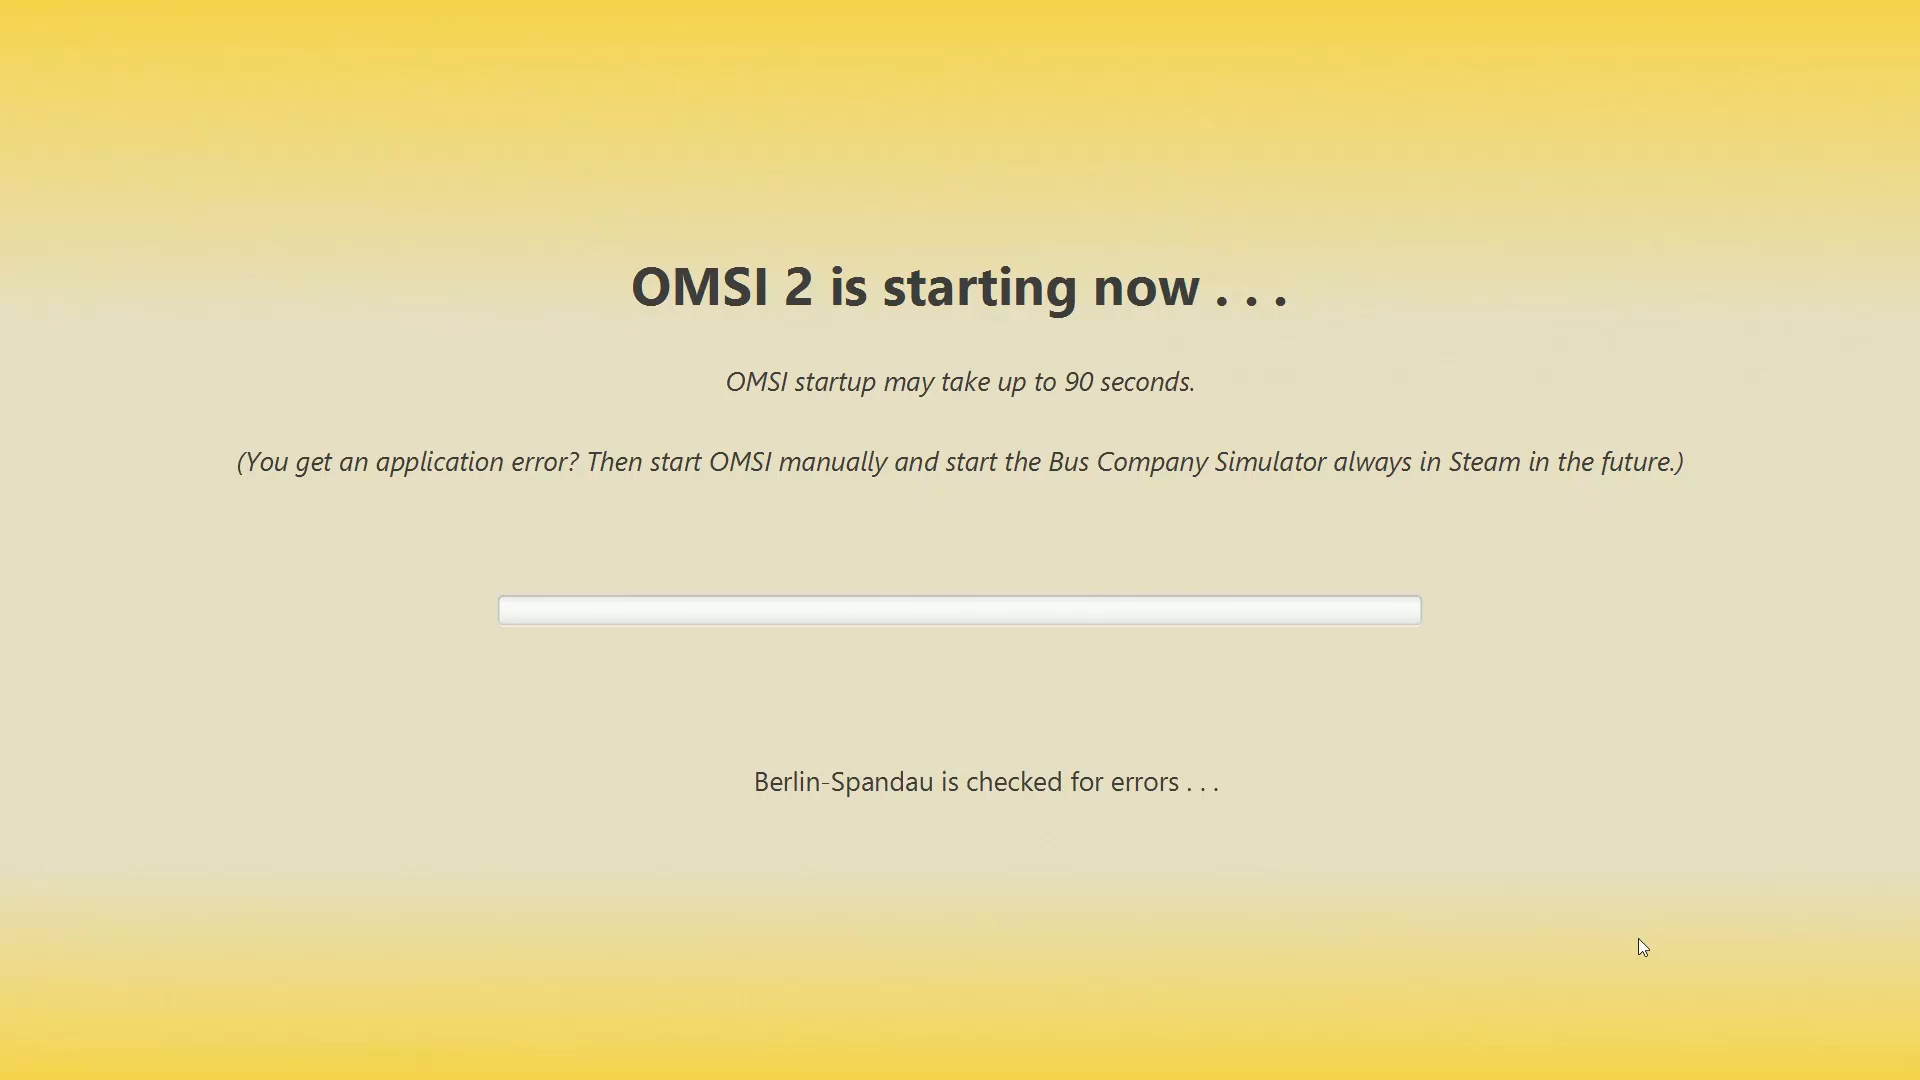 OMSI 2 is starting now . . .
OMSI startup may take up to 90 seconds.
(You get an application error? Then start OMSI manually and start the Bus Company Simulator always in Steam in the future.)
Berlin-Spandau is checked for errors . . .